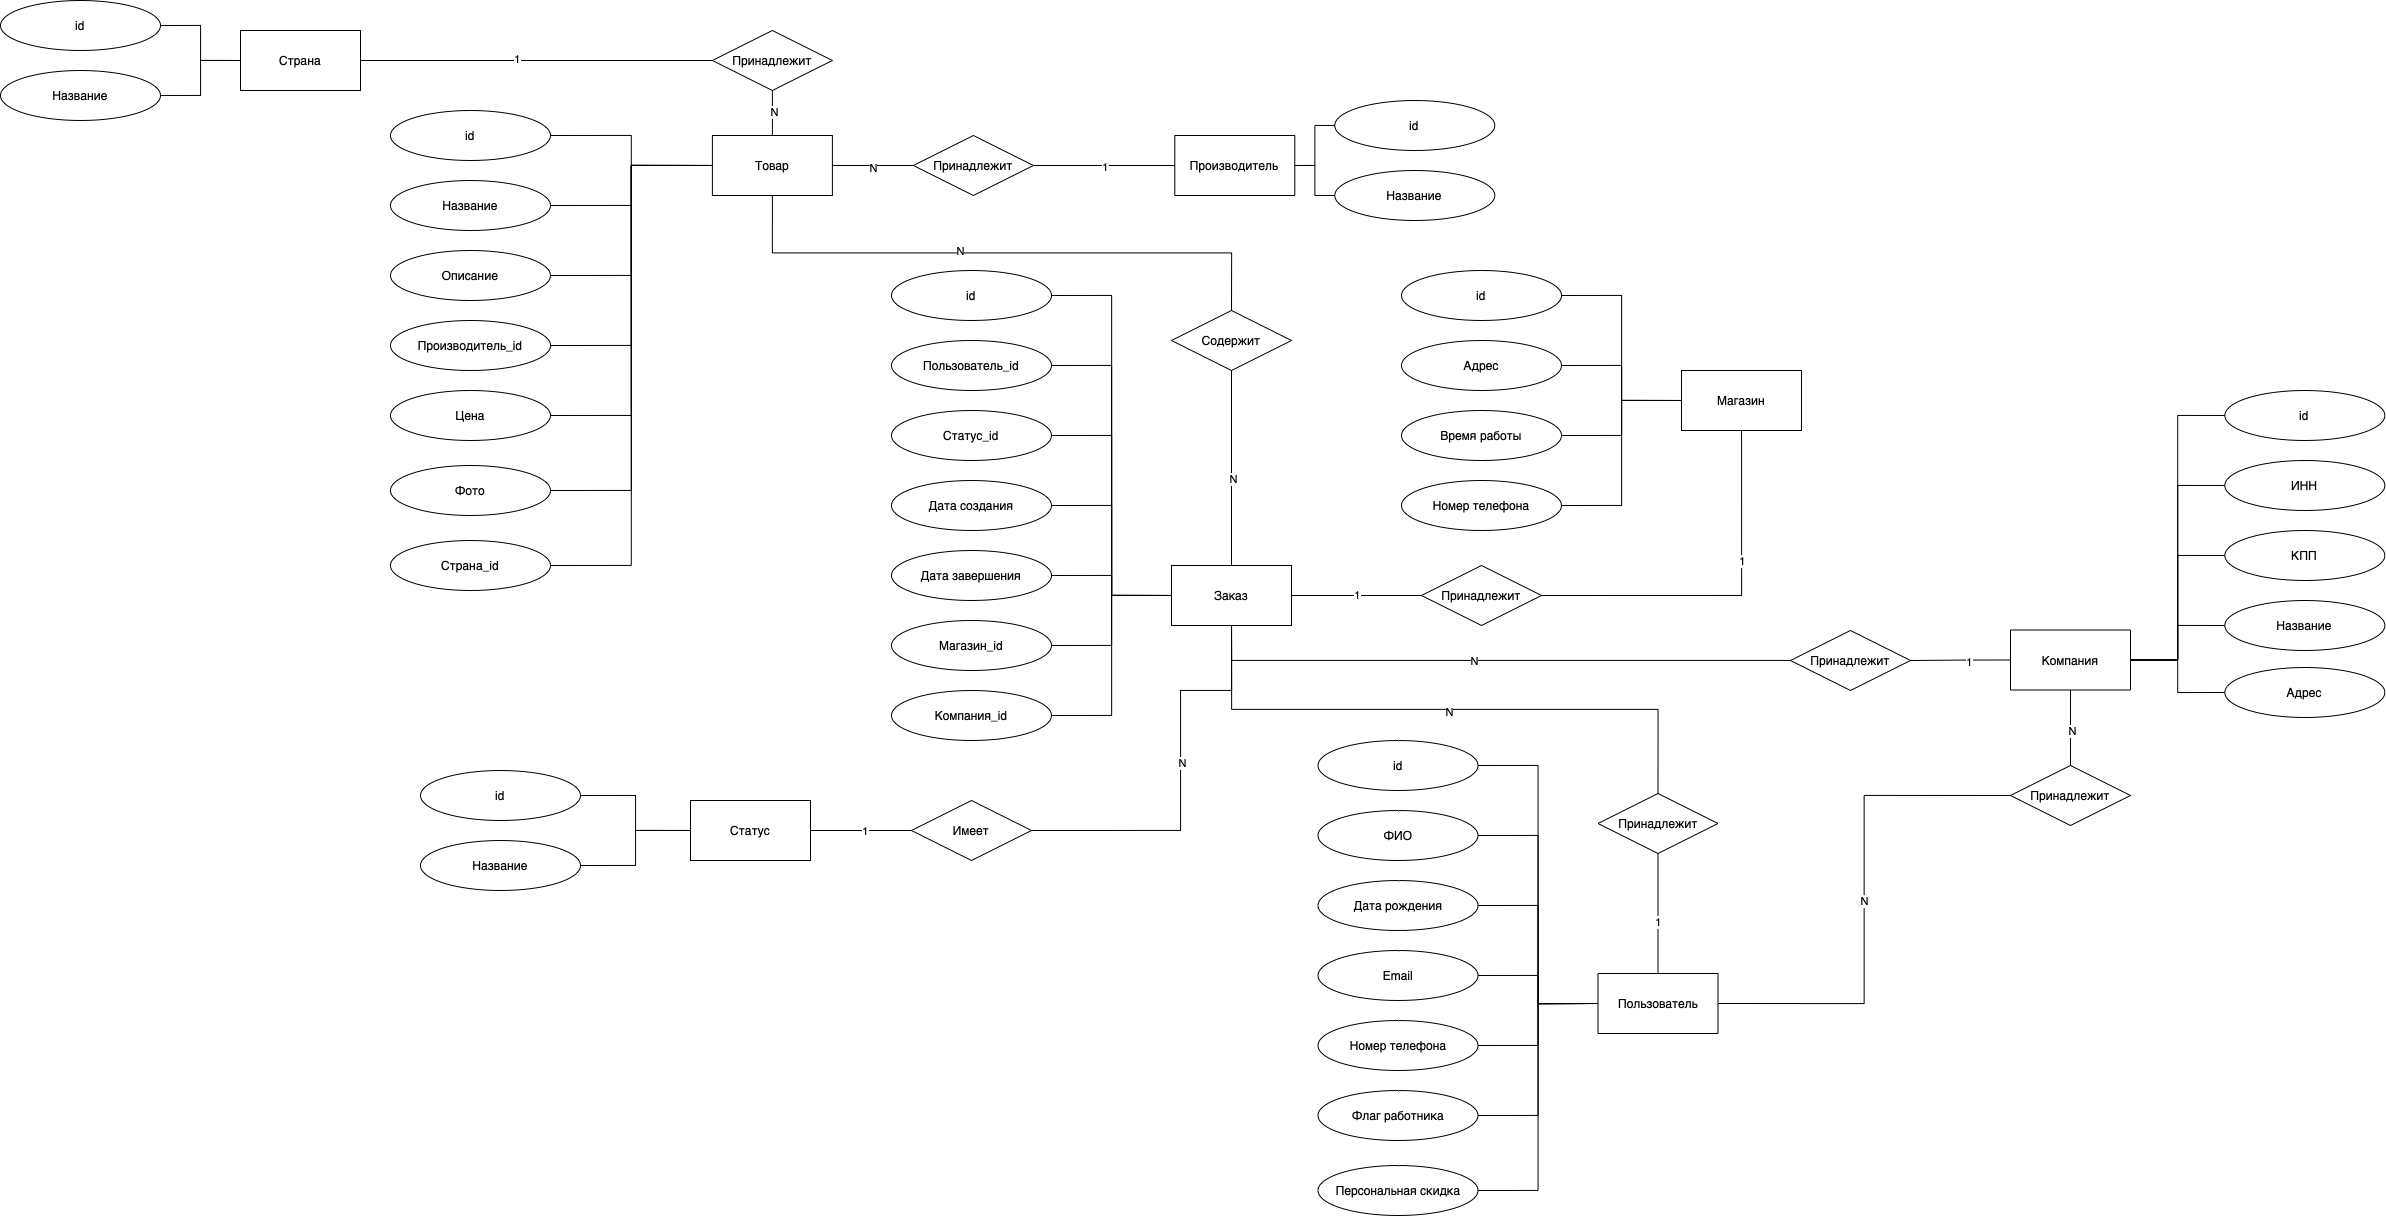 id
Страна
Название
1
Принадлежит
N
id
Название
Описание
Производитель_id
Цена
Фото
Страна_id
Товар
N
Принадлежит
1
Производитель
id
Название
N
Содержит
N
id
Пользователь_id
Статус_id
Дата создания
Дата завершения
Магазин_id
Компания_id
Заказ
1
Принадлежит
1
id
Адрес
Время работы
Номер телефона
Магазин
N
Принадлежит
1
Компания
id
ИНН
КПП
Название
Адрес
N
Принадлежит
N
id
Название
Статус
1
Имеет
N
N
Принадлежит
1
id
ФИО
Дата рождения
Email
Номер телефона
Флаг работника
Персональная скидка
Пользователь